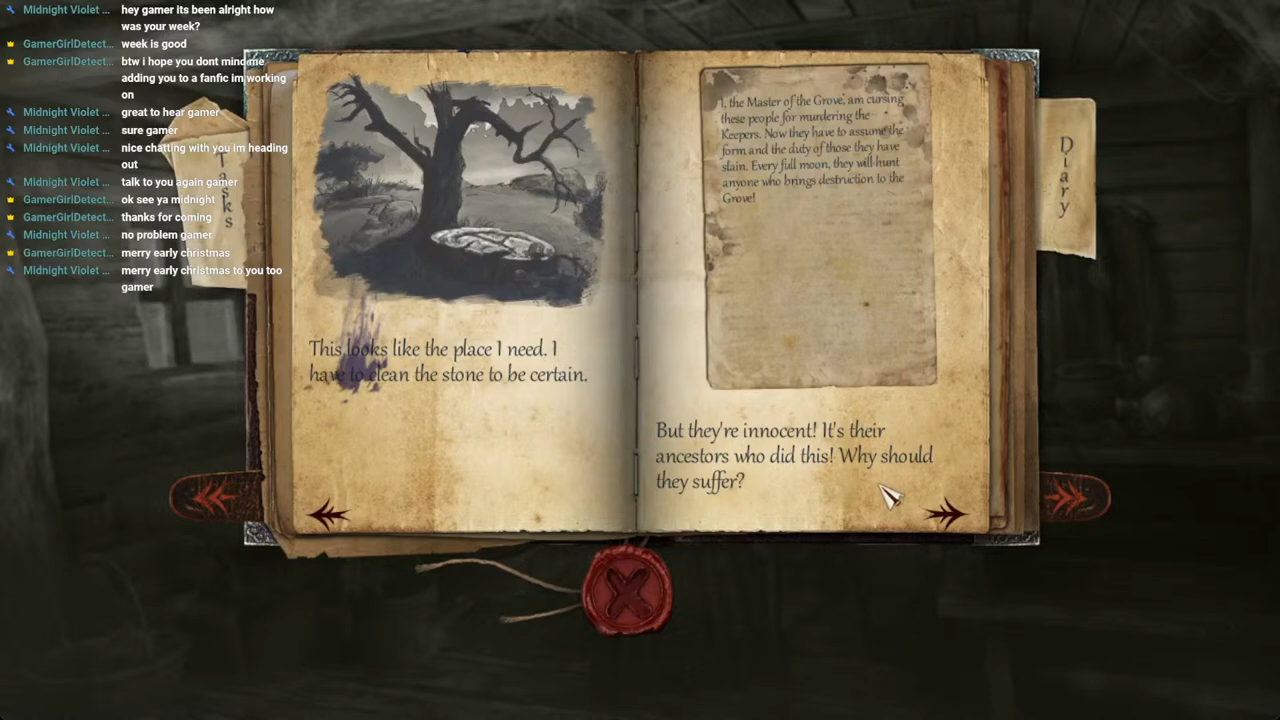 Midnight Violet ... hey gamer its been alright how
was your week?
GamerGirlDetect... week is good
GamerGirlDetect... btw i hope you dont mind me
adding you to a fanfic im working
on
Midnight Violet ... great to hear gamer
Midnight Violet ... sure gamer
Midnight Violet ... nice chatting with you im heading
out
Midnight Violet ... talk to you again gamer
GamerGirlDetect... ok see ya midnight
GamerGirlDetect... thanks for coming
Midnight Violet ... no problem gamer
GamerGirlDetect... merry early christmas
Midnight Violet ... merry early christmas to you too
gamer
Tasks
This looks like the place I need. I
have to clean the stone to be certain.
I, the Master of the Grove, am cursing
these people for murdering the
Keepers. Now they have to assume the
form and the duty of those they have
slain. Every full moon, they will hunt
anyone who brings destruction to the
Grove!
But they're innocent! It's their
ancestors who did this! Why should
they suffer?
Diary